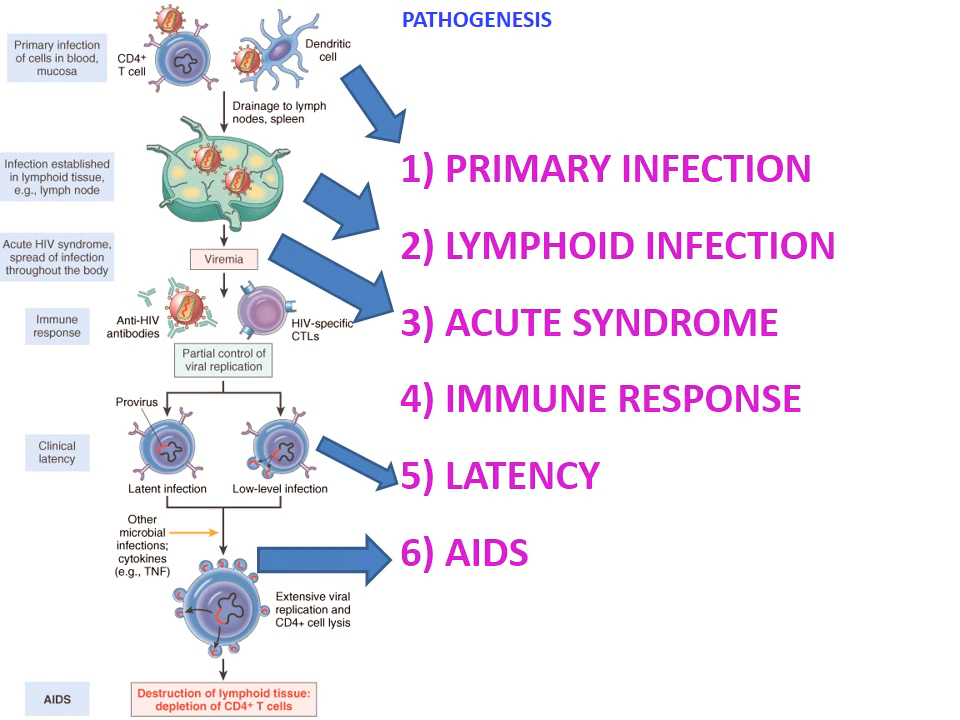 PATHOGENESIS
Primary infection
of cells in blood,
mucosa
CD4+
T cell
Dendritic
cell
Drainage to lymph
nodes, spleen
1) PRIMARY INFECTION
Infection established
in lymphoid tissue,
e.g., lymph node
2) LYMPHOID INFECTION
Acute HIV syndrome,
spread of infection
throughout the body
Viremia
3) ACUTE SYNDROME
Immune
response
Anti-HIV
antibodies
HIV-specific
CTLs
Partial control of
viral replication
4) IMMUNE RESPONSE
Provirus
Clinical
latency
Latent infection
Low-level infection
5) LATENCY
Other
microbial
infections;
cytokines
(e.g., TNF)
6) AIDS
Extensive viral
replication and
CD4+ cell lysis
AIDS
Destruction of lymphoid tissue:
depletion of CD4+ T cells